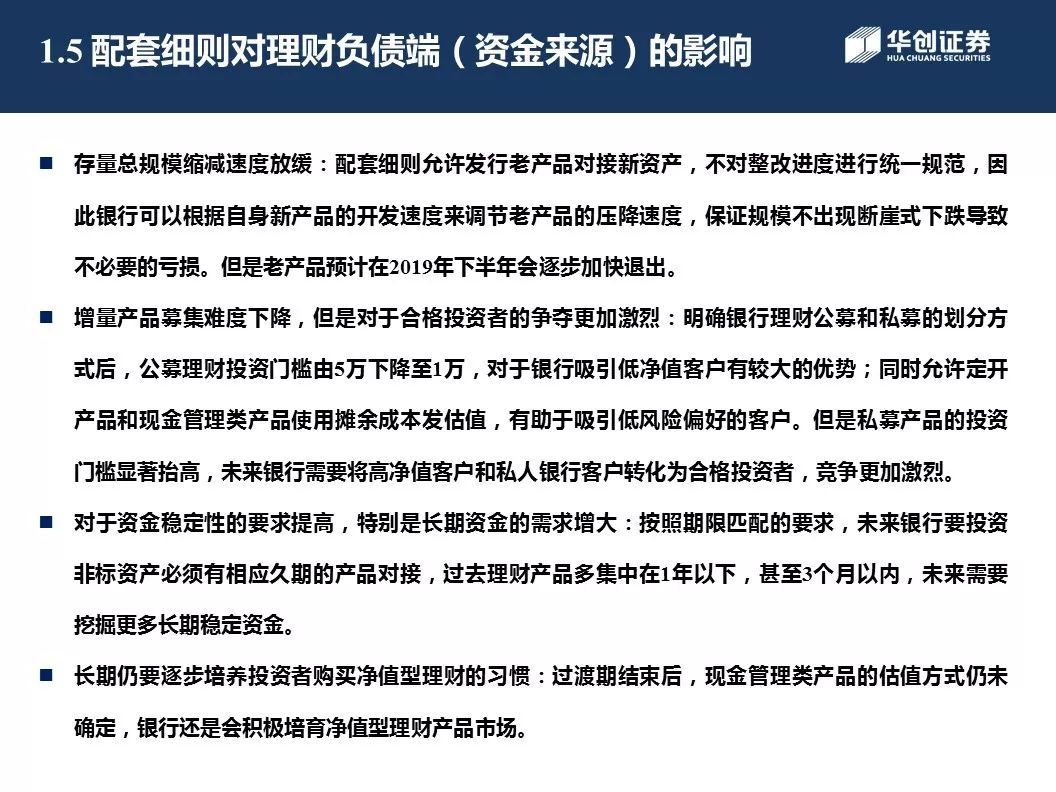 1.5 配套细则对理财负债端（资金来源）的影响
华创证券
HUA CHUANG SECURITIES
■ 存量总规模缩减速度放缓：配套细则允许发行老产品对接新资产，不对整改进度进行统一规范，因
此银行可以根据自身新产品的开发速度来调节老产品的压降速度，保证规模不出现断崖式下跌导致
不必要的亏损。但是老产品预计在2019年下半年会逐步加快退出。
■ 增量产品募集难度下降，但是对于合格投资者的争夺更加激烈：明确银行理财公募和私募的划分方
式后，公募理财投资门槛由5万下降至1万，对于银行吸引低净值客户有较大的优势；同时允许定开
产品和现金管理类产品使用摊余成本发估值，有助于吸引低风险偏好的客户。但是私募产品的投资
门槛显著抬高，未来银行需要将高净值客户和私人银行客户转化为合格投资者，竞争更加激烈。
■ 对于资金稳定性的要求提高，特别是长期资金的需求增大：按照期限匹配的要求，未来银行要投资
非标资产必须有相应久期的产品对接，过去理财产品多集中在1年以下，甚至3个月以内，未来需要
挖掘更多长期稳定资金。
■ 长期仍要逐步培养投资者购买净值型理财的习惯：过渡期结束后，现金管理类产品的估值方式仍未
确定，银行还是会积极培育净值型理财产品市场。